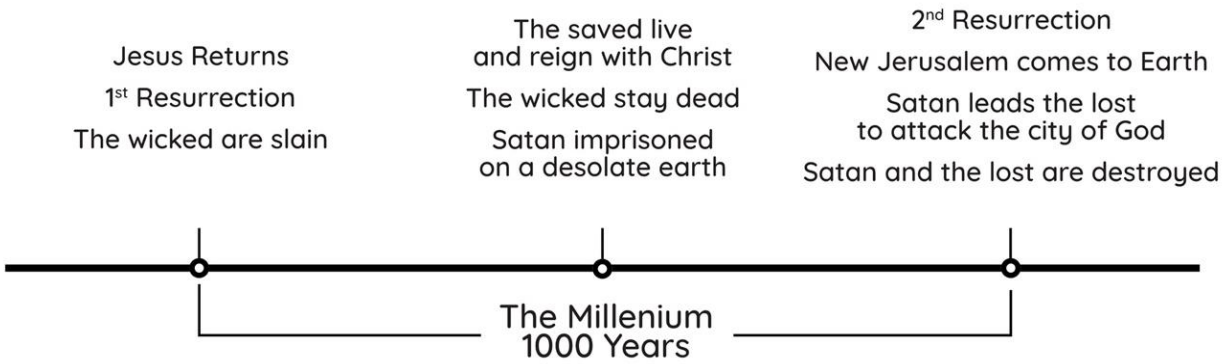 Jesus Returns
1st Resurrection
The wicked are slain
The saved live
and reign with Christ
The wicked stay dead
Satan imprisoned
on a desolate earth
2nd Resurrection
New Jerusalem comes to Earth
Satan leads the lost
to attack the city of God
Satan and the lost are destroyed
The Millenium
1000 Years